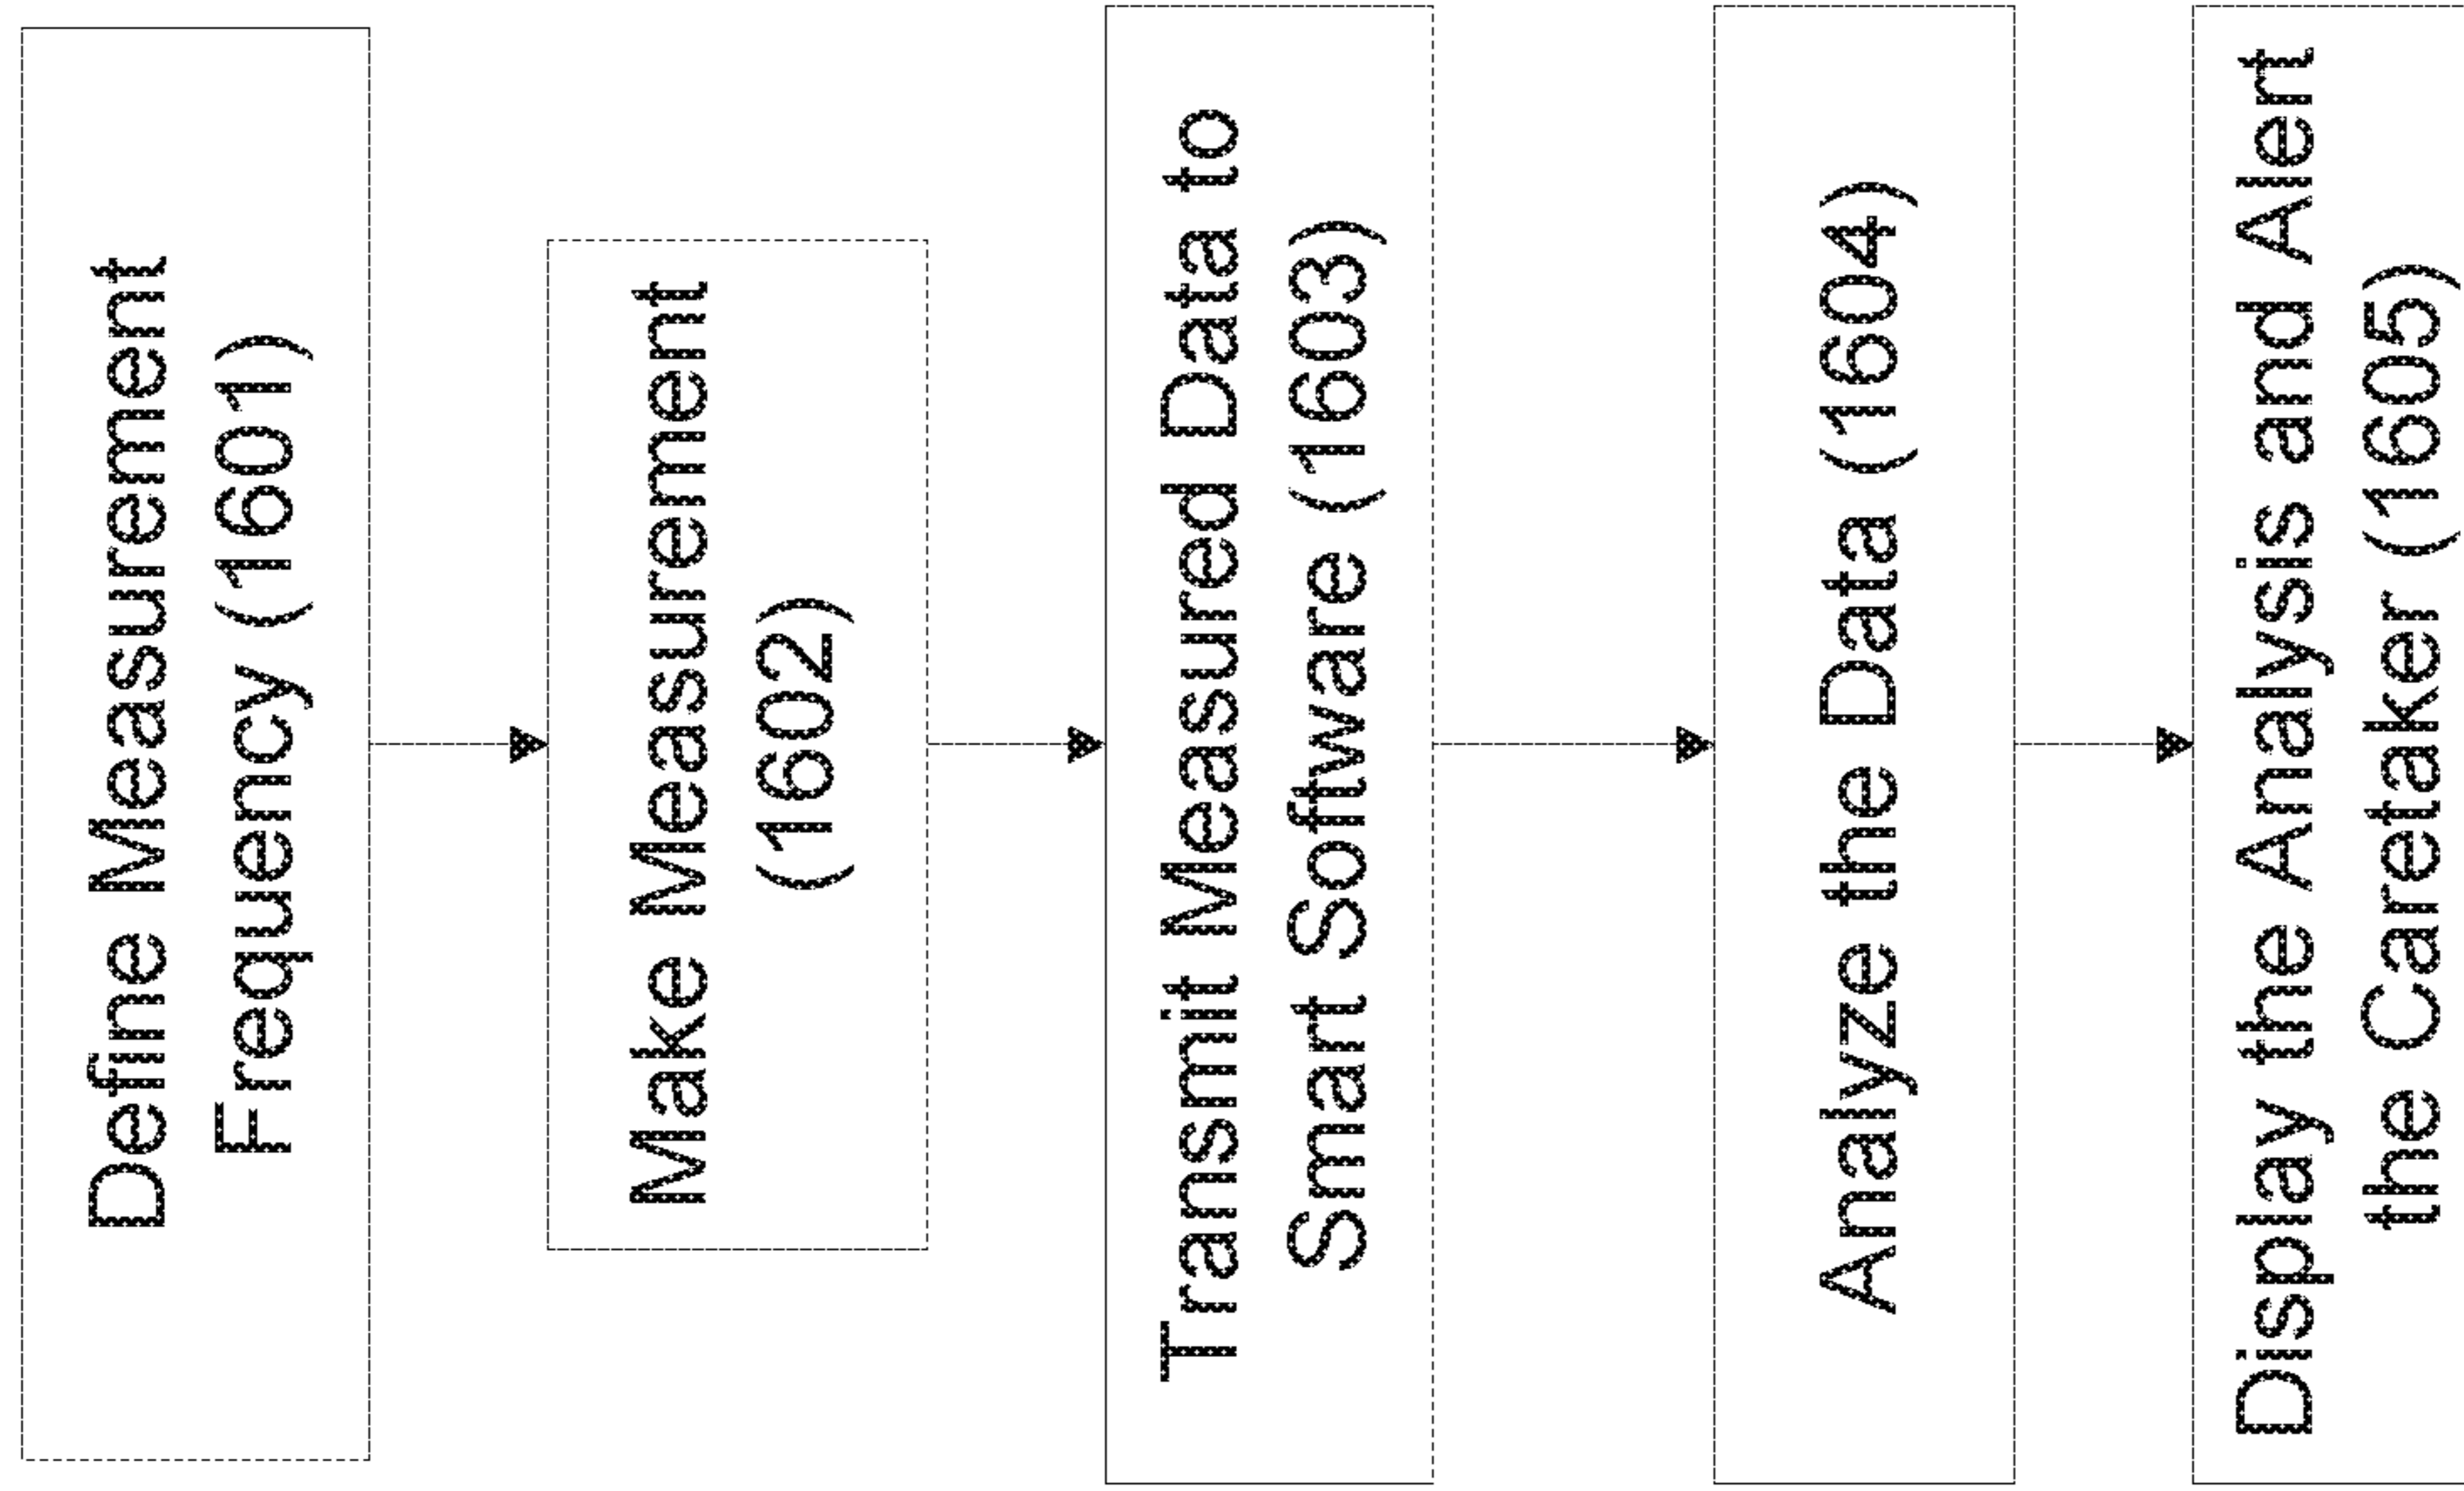 Define Measurement
Frequency (1601)
Make Measurement
(1602)
Transmit Measured Data to
Smart Software (1603)
Analyze the Data (1604)
Display the Analysis and Alert
the Caretaker (1605)